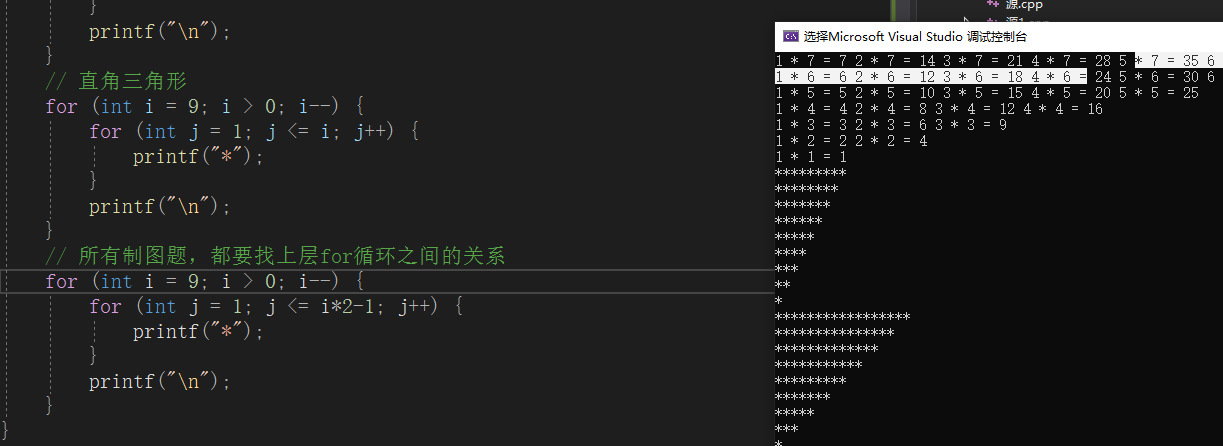 }
printf("\n");
}
// 直角三角形
for (int i = 9; i > 0; i--) {
for (int j = 1; j <= i; j++) {
printf("*");
}
printf("\n");
}
// 所有制图题，都要找上层for循环之间的关系
for (int i = 9; i > 0; i--) {
for (int j = 1; j <= i*2-1; j++) {
printf("*");
}
printf("\n");
}
}
源.cpp
选择Microsoft Visual Studio 调试控制台
1 * 7 = 7 2 * 7 = 14 3 * 7 = 21 4 * 7 = 28 5 * 7 = 35 6
1 * 6 = 6 2 * 6 = 12 3 * 6 = 18 4 * 6 = 24 5 * 6 = 30 6
1 * 5 = 5 2 * 5 = 10 3 * 5 = 15 4 * 5 = 20 5 * 5 = 25
1 * 4 = 4 2 * 4 = 8 3 * 4 = 12 4 * 4 = 16
1 * 3 = 3 2 * 3 = 6 3 * 3 = 9
1 * 2 = 2 2 * 2 = 4
1 * 1 = 1
*********
********
*******
******
*****
****
***
**
*
*****************
***************
*************
***********
*********
*******
*****
***
*